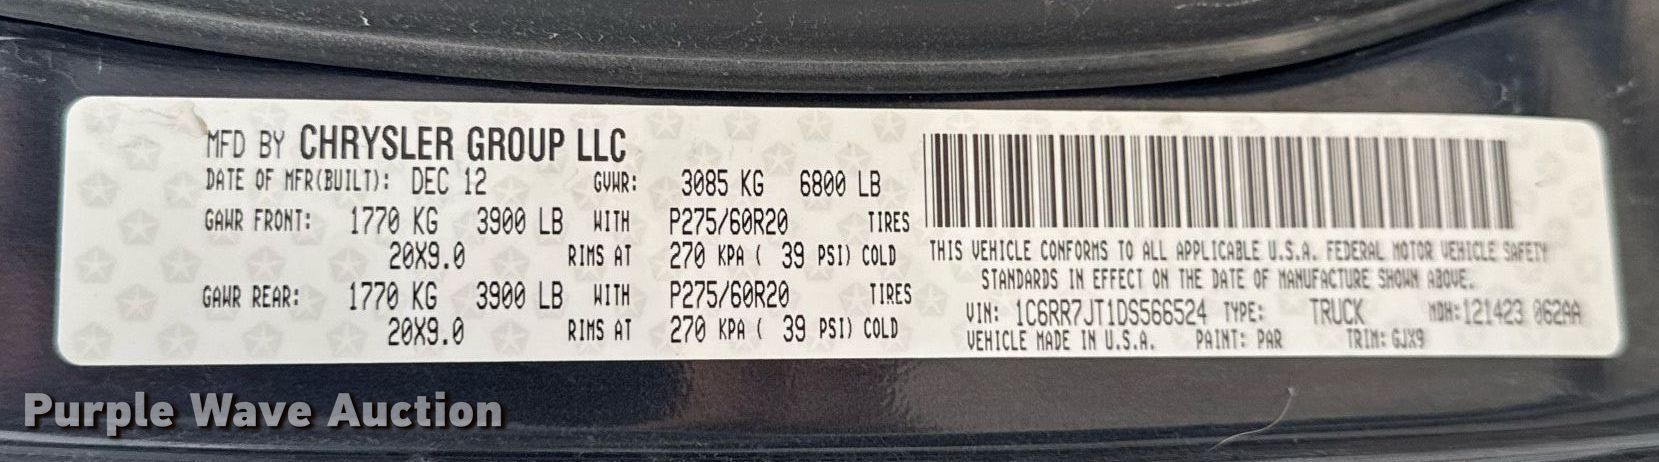 MFD BY CHRYSLER GROUP LLC
DATE OF MFR(BUILT): DEC 12 GVWR: 3085 KG 6800 LB
GAWR FRONT: 1770 KG 3900 LB WITH P275/60R20 TIRES
20X9.0 RIMS AT 270 KPA ( 39 PSI) COLD
GAWR REAR: 1770 KG 3900 LB WITH P275/60R20 TIRES
20X9.0 RIMS AT 270 KPA ( 39 PSI) COLD
THIS VEHICLE CONFORMS TO ALL APPLICABLE U.S.A. FEDERAL MOTOR VEHICLE SAFETY
STANDARDS IN EFFECT ON THE DATE OF MANUFACTURE SHOWN ABOVE.
VIN: 1C6RR7JT1DS566524 TYPE: TRUCK MDH: 121423 062AA
VEHICLE MADE IN U.S.A. PAINT: PAR TRIM: GJX9
Purple Wave Auction